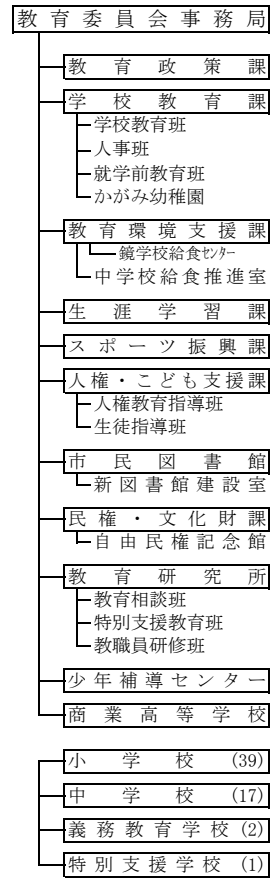 教育委員会事務局
教育政策課
学校教育課
学校教育班
人事班
就学前教育班
かがみ幼稚園
教育環境支援課
鏡学校給食ｾﾝﾀｰ
中学校給食推進室
生涯学習課
スポーツ振興課
人権・こども支援課
人権教育指導班
生徒指導班
市民図書館
新図書館建設室
民権・文化財課
自由民権記念館
教育研究所
教育相談班
特別支援教育班
教職員研修班
少年補導センター
商業高等学校
小学校 (39)
中学校 (17)
義務教育学校 (2)
特別支援学校 (1)